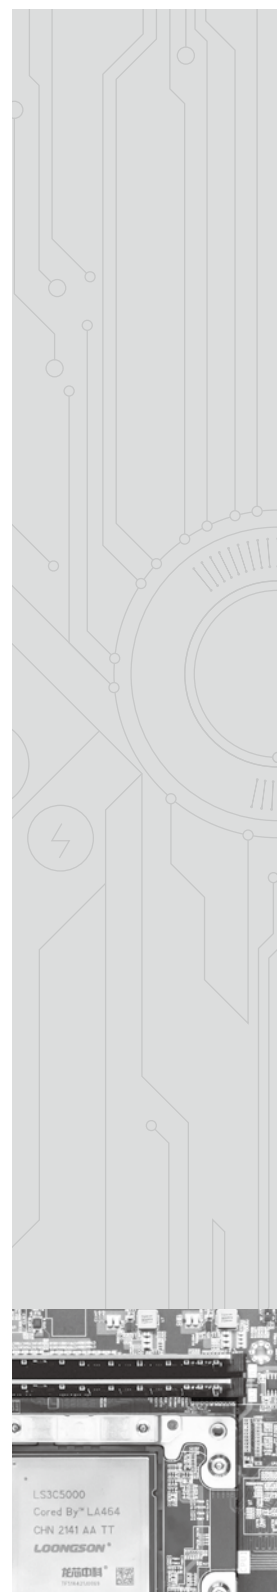 LS3C5000
Cored By™ LA464
CHN 2141 AA TT
LOONGSON®
龙芯中科®